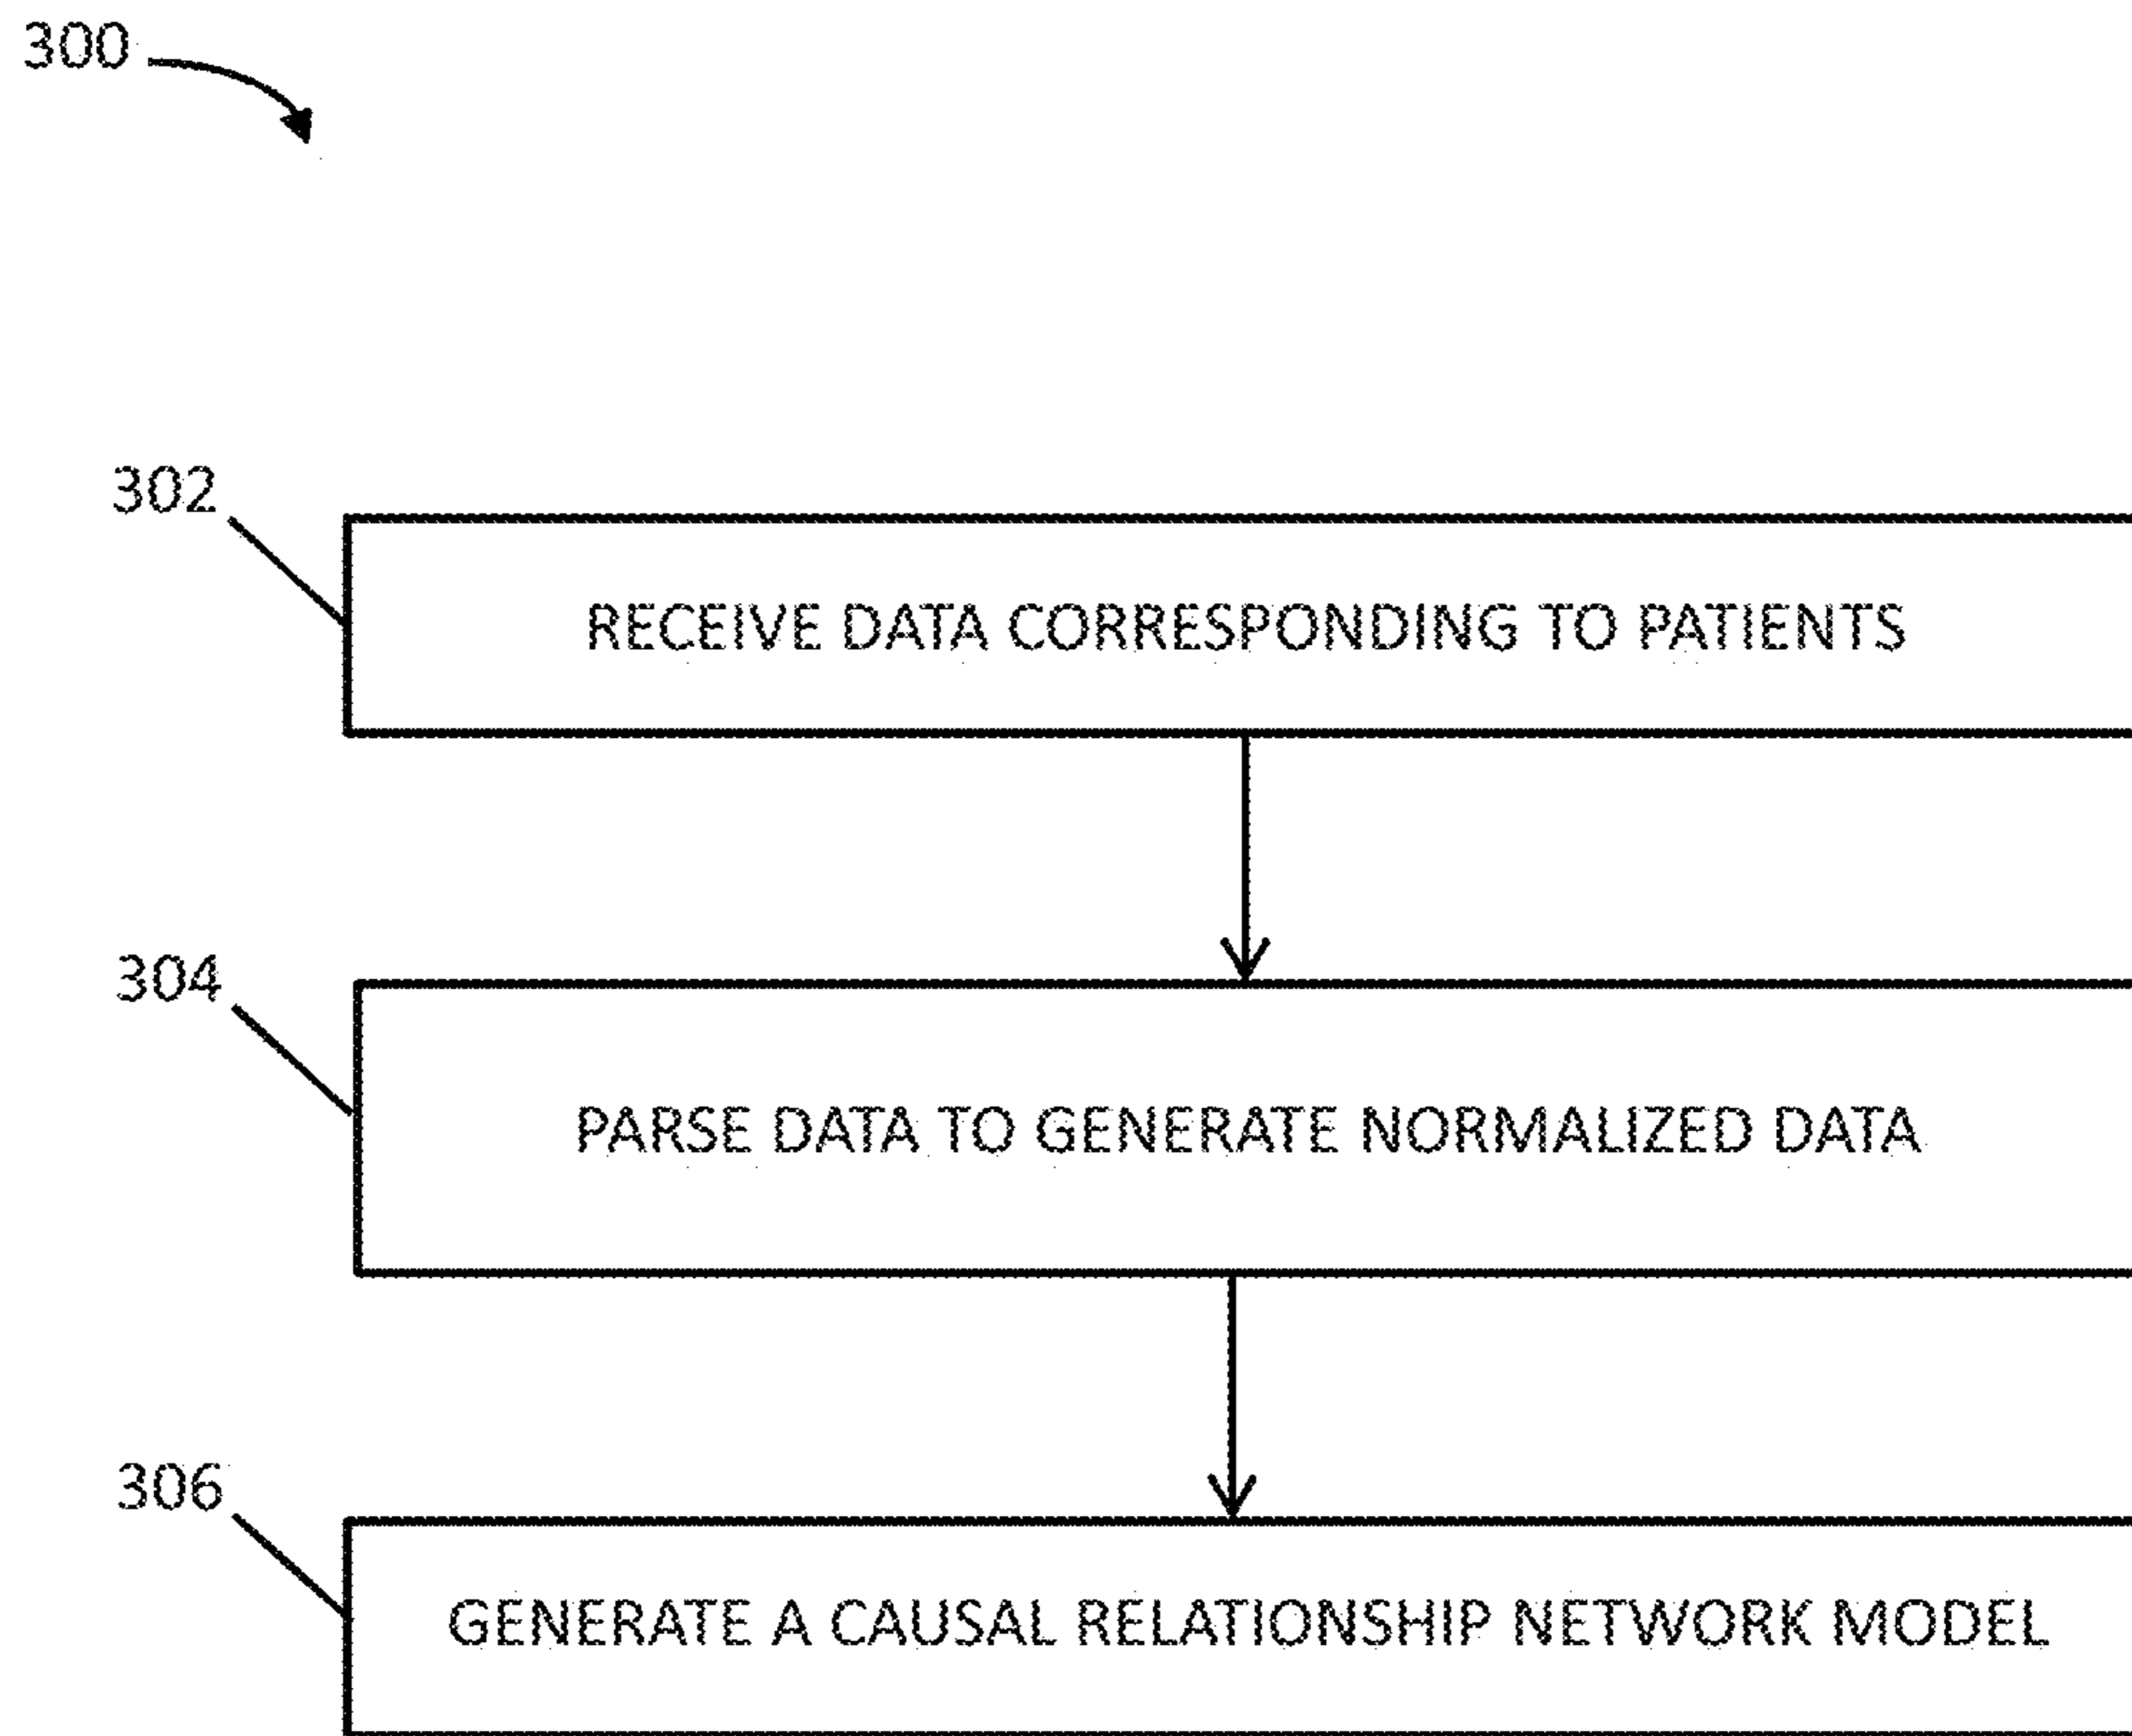 300
302
RECEIVE DATA CORRESPONDING TO PATIENTS
304
PARSE DATA TO GENERATE NORMALIZED DATA
306
GENERATE A CAUSAL RELATIONSHIP NETWORK MODEL